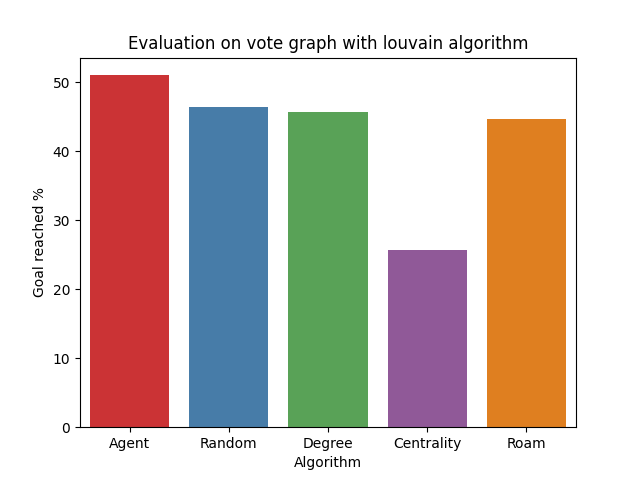 Evaluation on vote graph with louvain algorithm
Goal reached %
50
40
30
20
10
0
Agent Random Degree Centrality Roam
Algorithm